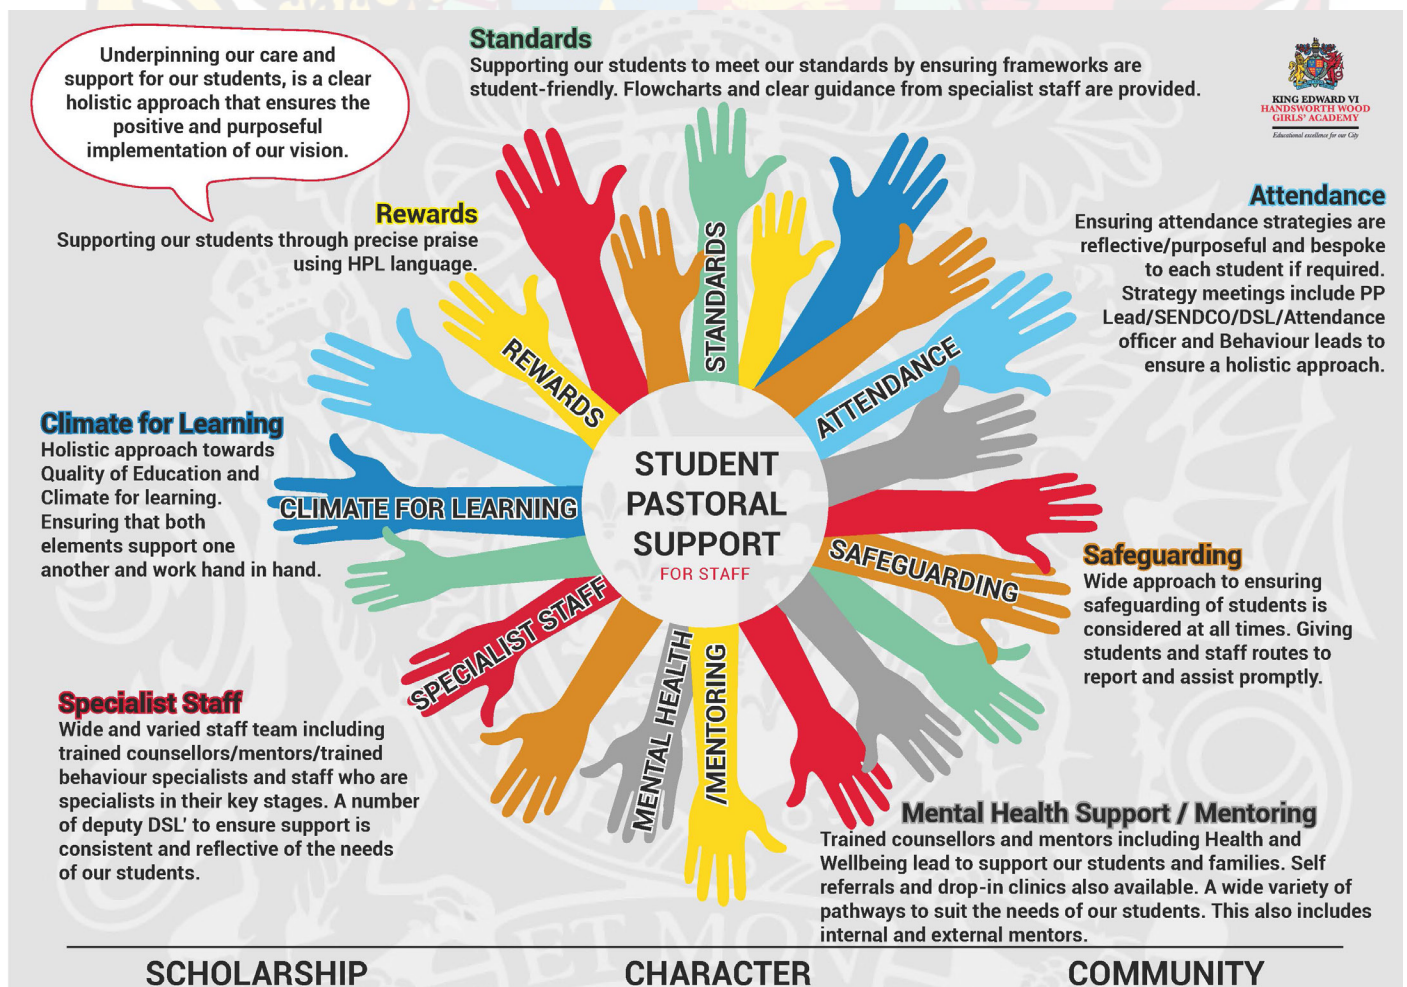 Underpinning our care and
support for our students, is a clear
holistic approach that ensures the
positive and purposeful
implementation of our vision.
Standards
Supporting our students to meet our standards by ensuring frameworks are
student-friendly. Flowcharts and clear guidance from specialist staff are provided.
KING EDWARD VI
HANDSWORTH WOOD
GIRLS' ACADEMY
Educational excellence for our City
Rewards
Supporting our students through precise praise
using HPL language.
Attendance
Ensuring attendance strategies are
reflective/purposeful and bespoke
to each student if required.
Strategy meetings include PP
Lead/SENDCO/DSL/Attendance
officer and Behaviour leads to
ensure a holistic approach.
Climate for Learning
Holistic approach towards
Quality of Education and
Climate for learning.
Ensuring that both
elements support one
another and work hand in hand.
STANDARDS
REWARDS
ATTENDANCE
CLIMATE FOR LEARNING
STUDENT
PASTORAL
SUPPORT
FOR STAFF
SAFEGUARDING
SPECIALIST STAFF
MENTAL HEALTH
/MENTORING
Safeguarding
Wide approach to ensuring
safeguarding of students is
considered at all times. Giving
students and staff routes to
report and assist promptly.
Specialist Staff
Wide and varied staff team including
trained counsellors/mentors/trained
behaviour specialists and staff who are
specialists in their key stages. A number
of deputy DSL' to ensure support is
consistent and reflective of the needs
of our students.
Mental Health Support / Mentoring
Trained counsellors and mentors including Health and
Wellbeing lead to support our students and families. Self
referrals and drop-in clinics also available. A wide variety of
pathways to suit the needs of our students. This also includes
internal and external mentors.
ET MON
SCHOLARSHIP
CHARACTER
COMMUNITY